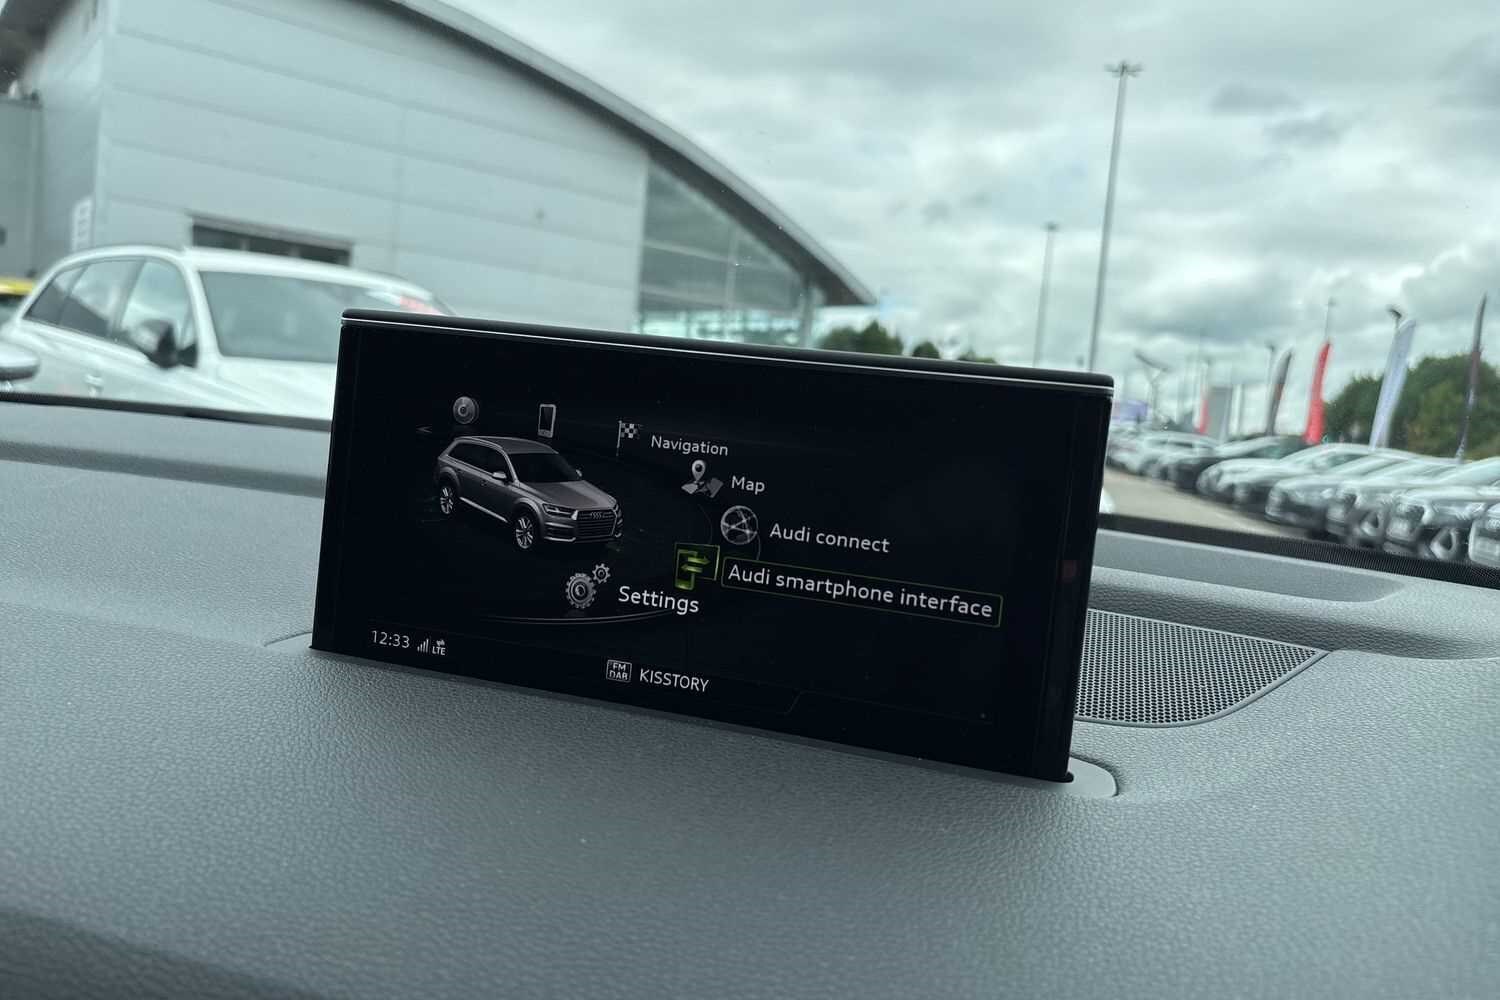 Navigation
Map
Audi connect
Audi smartphone interface
Settings
12:33 LTE
FM
DAB KISSTORY